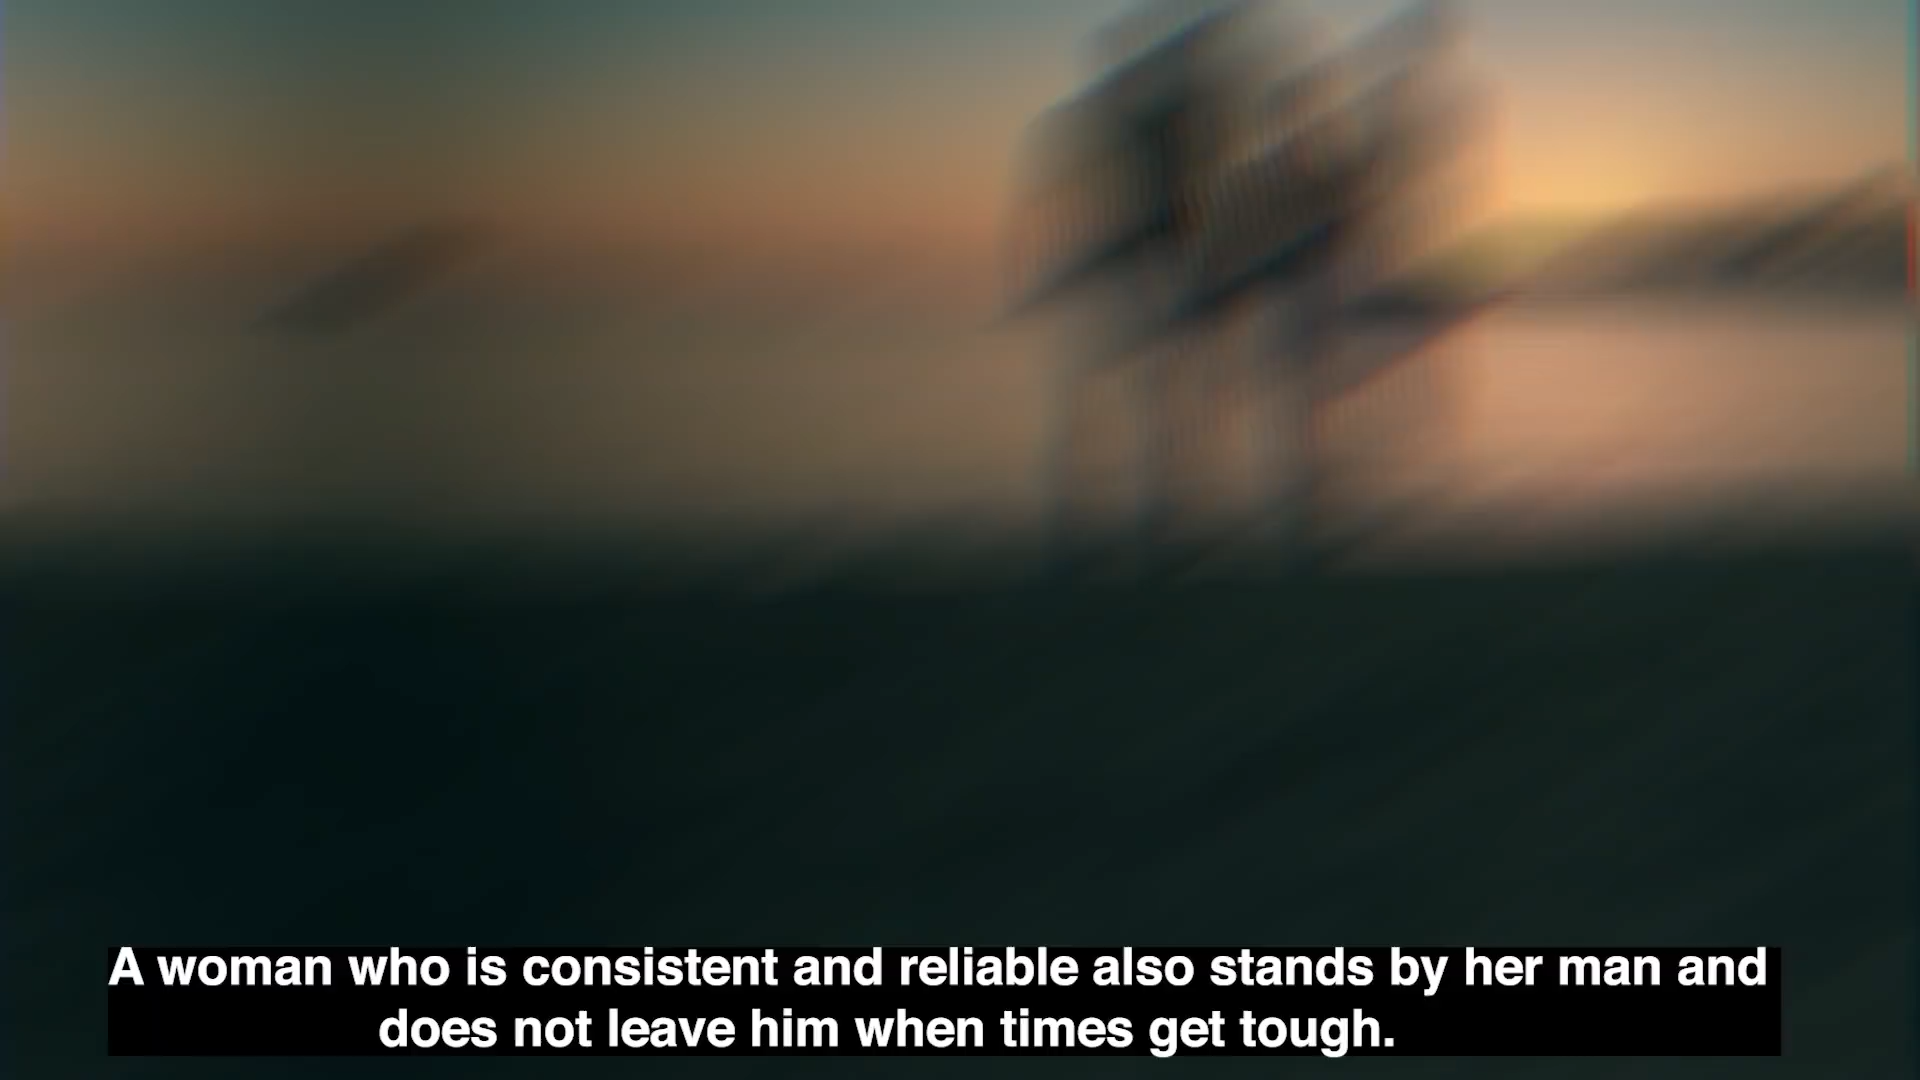 A woman who is consistent and reliable also stands by her man and
does not leave him when times get tough.